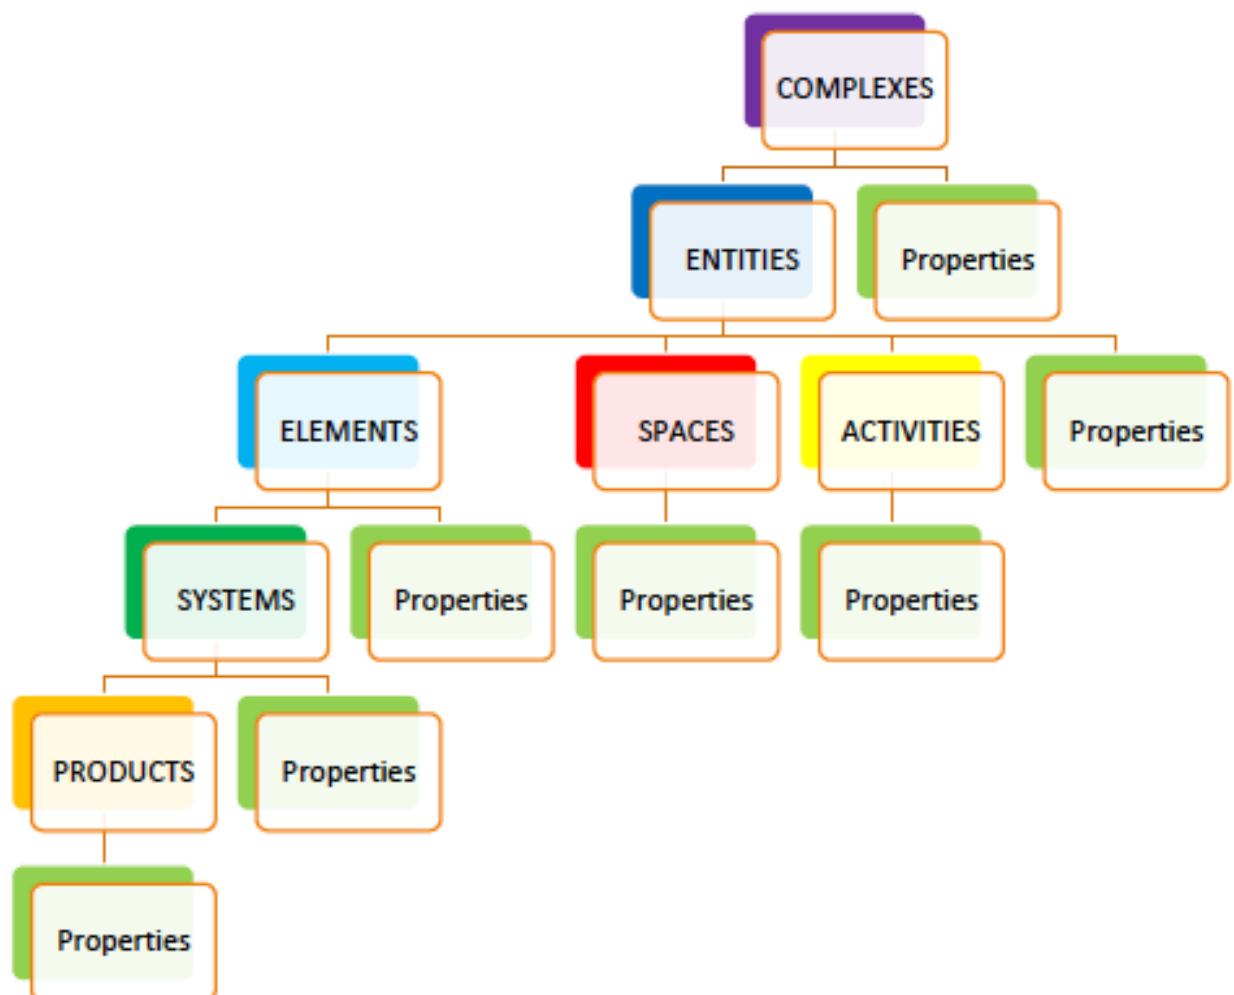 COMPLEXES
ENTITIES
Properties
ELEMENTS
SPACES
ACTIVITIES
Properties
SYSTEMS
Properties
Properties
Properties
PRODUCTS
Properties
Properties